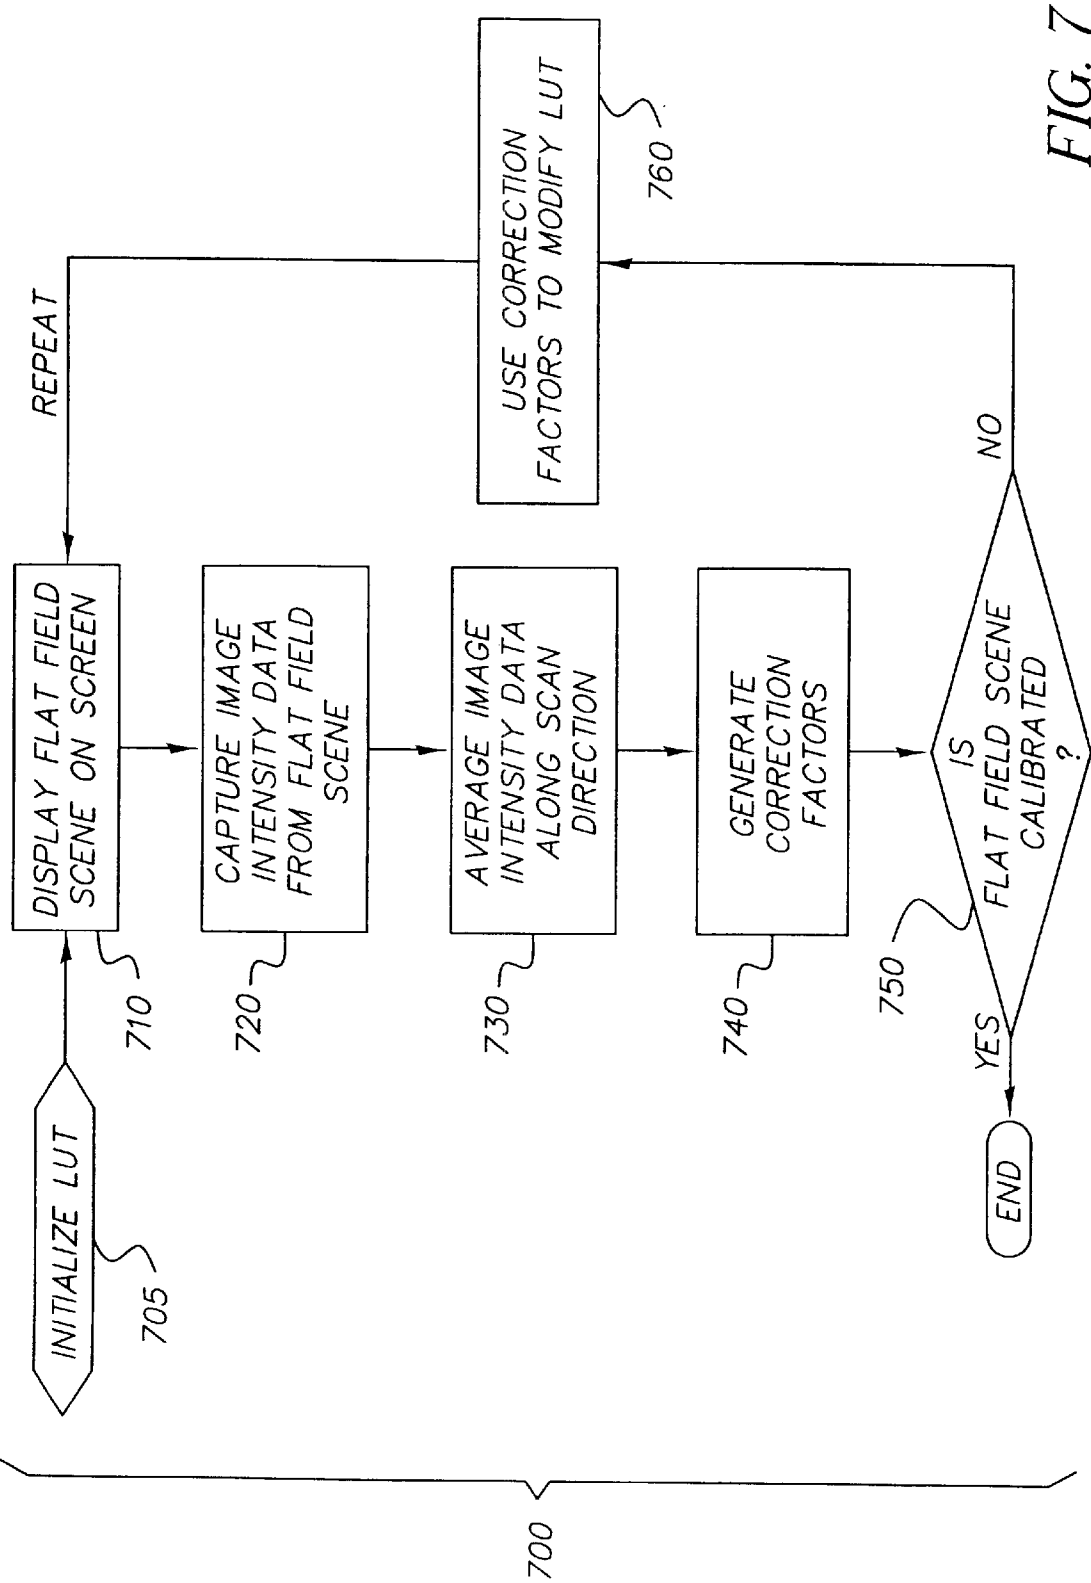 700
INITIALIZE LUT
705
DISPLAY FLAT FIELD
SCENE ON SCREEN
710
REPEAT
CAPTURE IMAGE
INTENSITY DATA
FROM FLAT FIELD
SCENE
720
AVERAGE IMAGE
INTENSITY DATA
ALONG SCAN
DIRECTION
730
GENERATE
CORRECTION
FACTORS
740
IS
FLAT FIELD SCENE
CALIBRATED
?
750
YES
END
NO
USE CORRECTION
FACTORS TO MODIFY LUT
760
FIG. 7